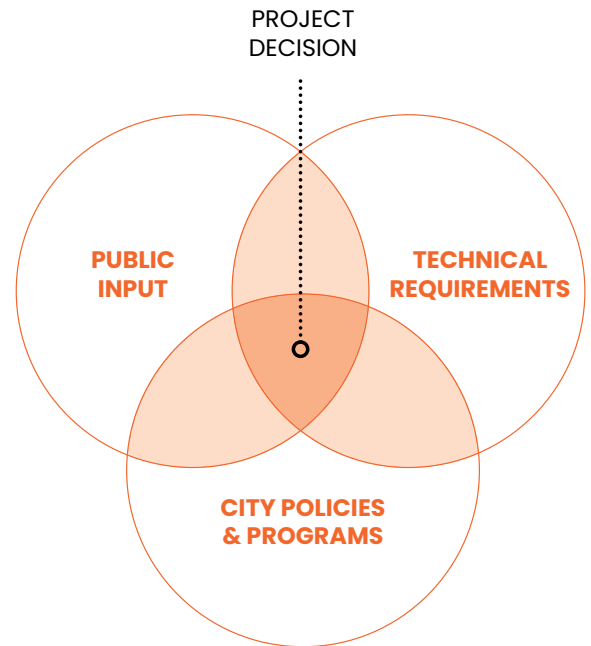 PROJECT
DECISION
PUBLIC
INPUT
TECHNICAL
REQUIREMENTS
CITY POLICIES
& PROGRAMS